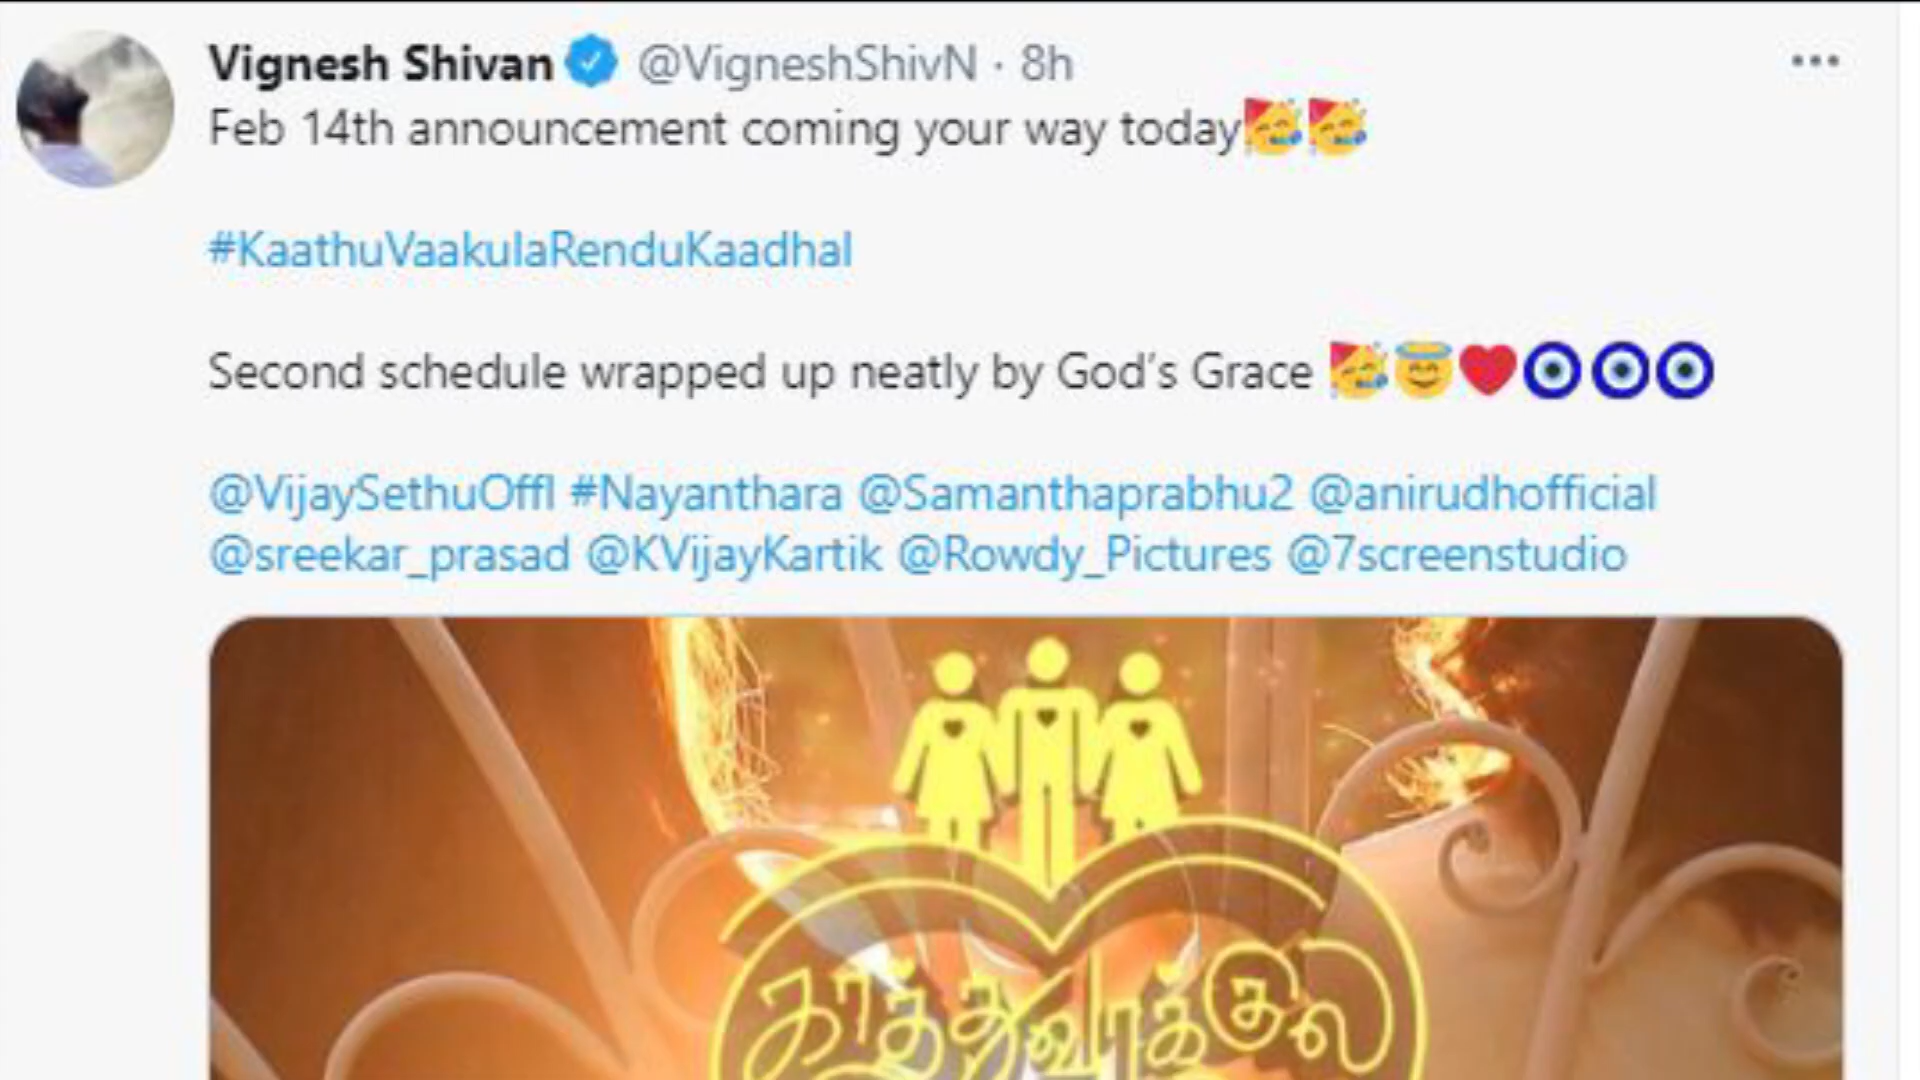 Vignesh Shivan @VigneshShivN · 8h
Feb 14th announcement coming your way today🥳🥳
#KaathuVaakulaRenduKaadhal
Second schedule wrapped up neatly by God's Grace 🥳😇❤️🧿🧿🧿
@VijaySethuOffl #Nayanthara @Samanthaprabhu2 @anirudhofficial
@sreekar_prasad @KVijayKartik @Rowdy_Pictures @7screenstudio
காத்துவாக்குல